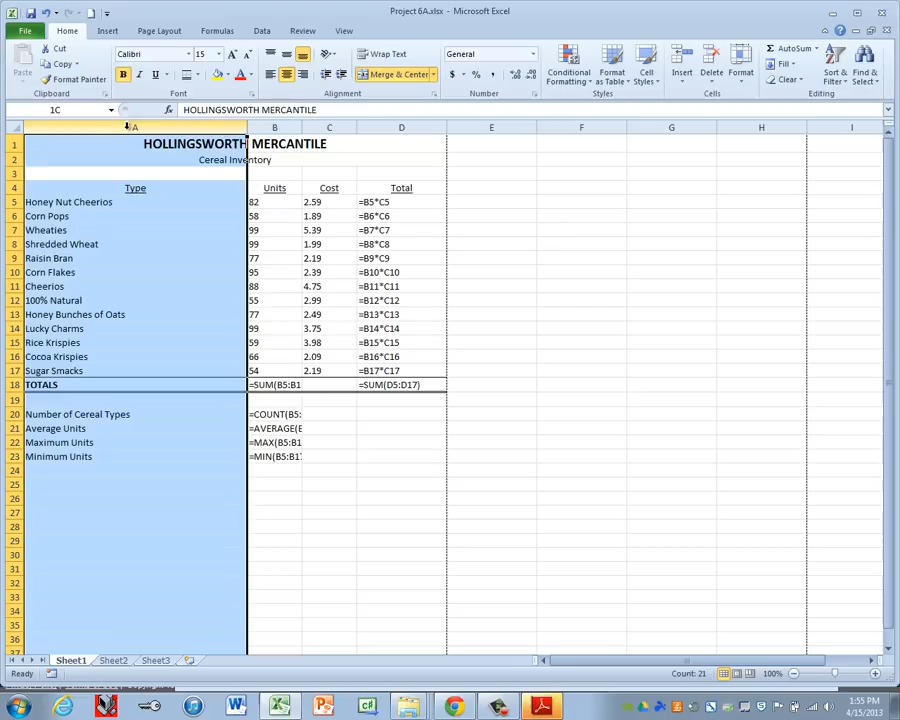 Project 6A.xlsx - Microsoft Excel
File Home Insert Page Layout Formulas Data Review View
Cut
Copy
Format Painter
Paste
Clipboard
Calibri 15
B I U
Font
Wrap Text
Merge & Center
Alignment
General
$ % ,
Number
Conditional Formatting
Format as Table
Cell Styles
Styles
Insert Delete Format
Cells
AutoSum
Fill
Clear
Sort & Filter
Find & Select
Editing
1C fx HOLLINGSWORTH MERCANTILE
A B C D E F G H I
1 HOLLINGSWORTH MERCANTILE
2 Cereal Inventory
3
4 Type Units Cost Total
5 Honey Nut Cheerios 82 2.59 =B5*C5
6 Corn Pops 58 1.89 =B6*C6
7 Wheaties 99 5.39 =B7*C7
8 Shredded Wheat 99 1.99 =B8*C8
9 Raisin Bran 77 2.19 =B9*C9
10 Corn Flakes 95 2.39 =B10*C10
11 Cheerios 88 4.75 =B11*C11
12 100% Natural 55 2.99 =B12*C12
13 Honey Bunches of Oats 77 2.49 =B13*C13
14 Lucky Charms 99 3.75 =B14*C14
15 Rice Krispies 59 3.98 =B15*C15
16 Cocoa Krispies 66 2.09 =B16*C16
17 Sugar Smacks 54 2.19 =B17*C17
18 TOTALS =SUM(B5:B1 =SUM(D5:D17)
19
20 Number of Cereal Types =COUNT(B5:
21 Average Units =AVERAGE(E
22 Maximum Units =MAX(B5:B1
23 Minimum Units =MIN(B5:B17
24
25
26
27
28
29
30
31
32
33
34
35
36
Sheet1 Sheet2 Sheet3
Ready Count: 21 100%
1:55 PM
4/15/2013